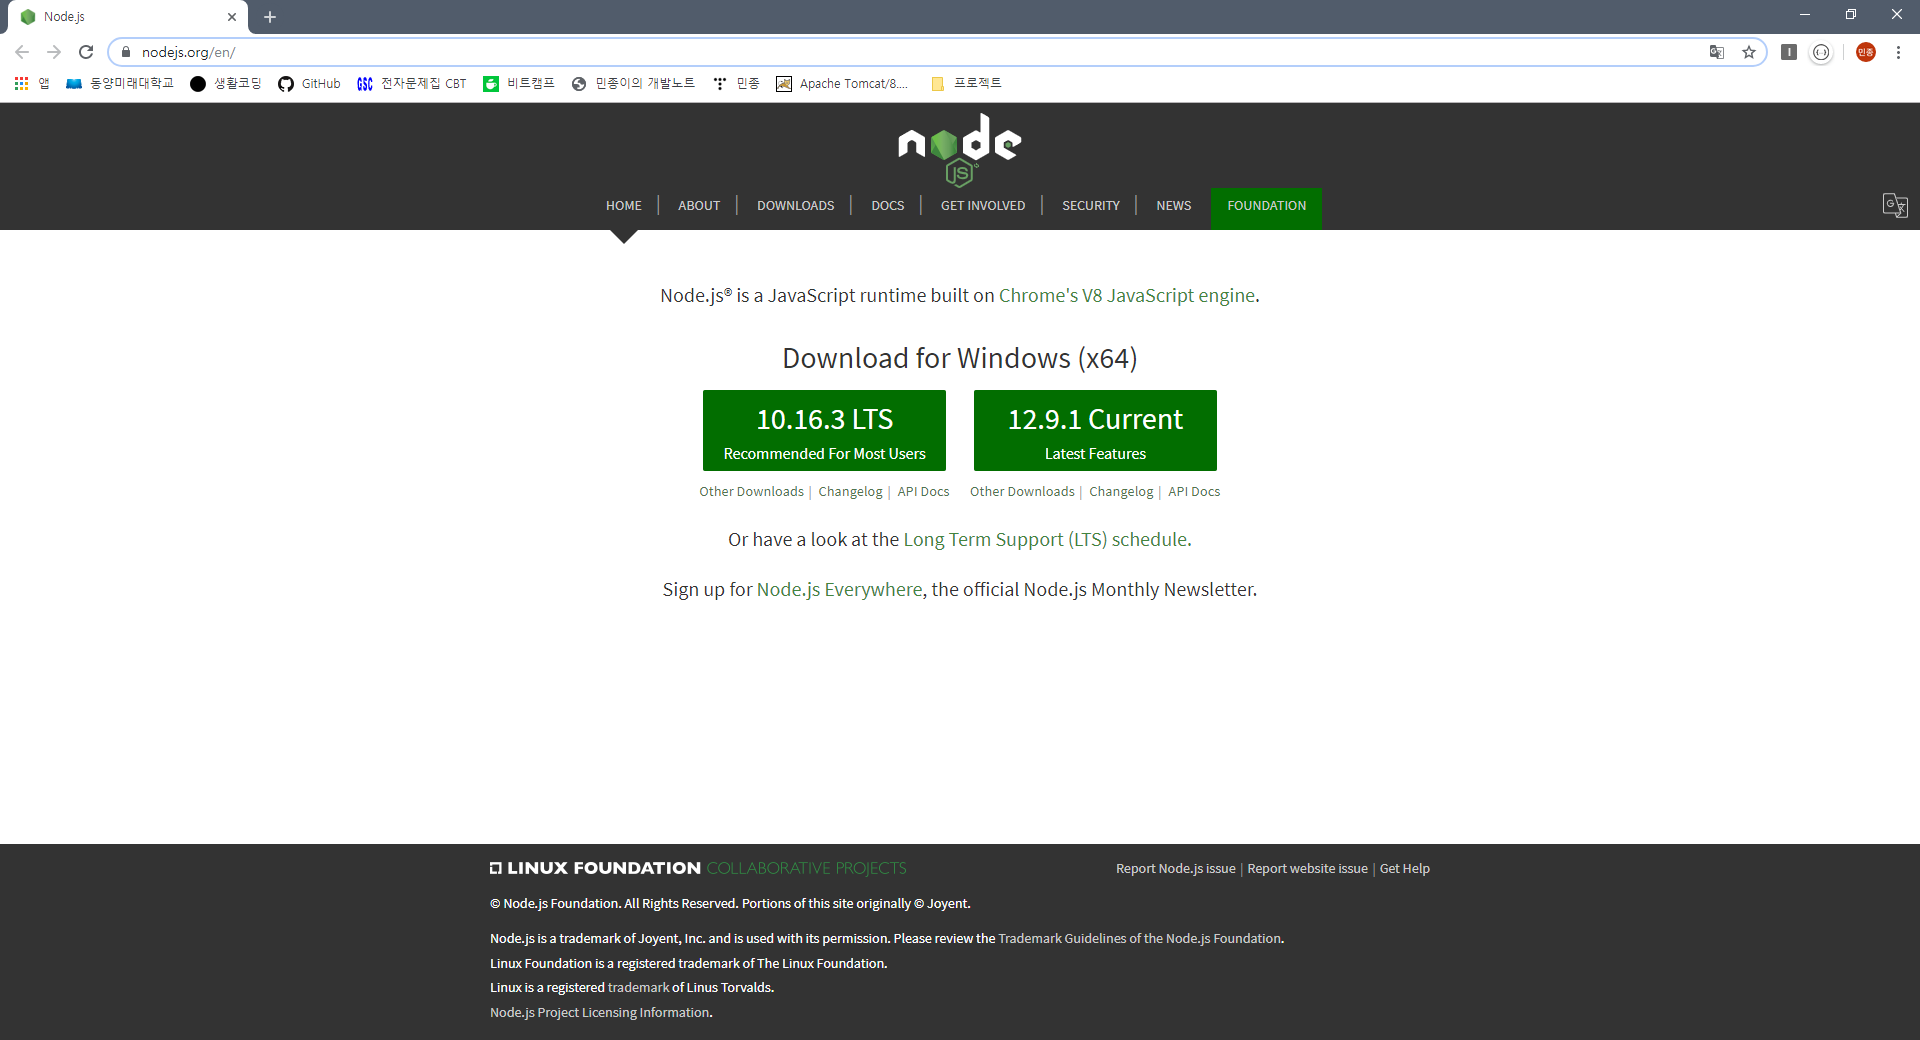 Node.js
nodejs.org/en/
앱 동양미래대학교 생활코딩 GitHub GSC 전자문제집 CBT 비트캠프 민종이의 개발노트 민종 Apache Tomcat/8.... 프로젝트
민종
node
JS
HOME ABOUT DOWNLOADS DOCS GET INVOLVED SECURITY NEWS FOUNDATION
Node.js® is a JavaScript runtime built on Chrome's V8 JavaScript engine.
Download for Windows (x64)
10.16.3 LTS
Recommended For Most Users
12.9.1 Current
Latest Features
Other Downloads | Changelog | API Docs
Other Downloads | Changelog | API Docs
Or have a look at the Long Term Support (LTS) schedule.
Sign up for Node.js Everywhere, the official Node.js Monthly Newsletter.
LINUX FOUNDATION COLLABORATIVE PROJECTS
Report Node.js issue | Report website issue | Get Help
© Node.js Foundation. All Rights Reserved. Portions of this site originally © Joyent.
Node.js is a trademark of Joyent, Inc. and is used with its permission. Please review the Trademark Guidelines of the Node.js Foundation.
Linux Foundation is a registered trademark of The Linux Foundation.
Linux is a registered trademark of Linus Torvalds.
Node.js Project Licensing Information.